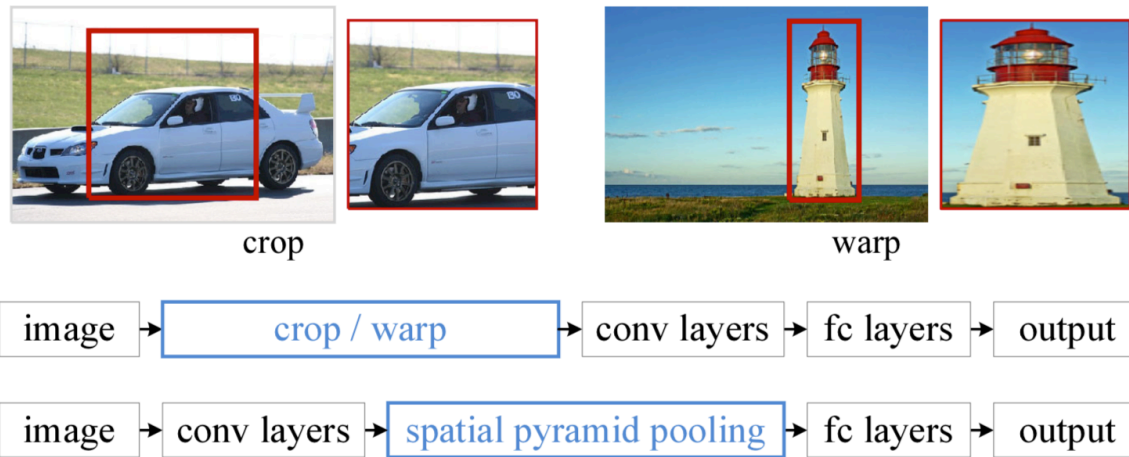 crop
warp
image crop / warp conv layers fc layers output
image conv layers spatial pyramid pooling fc layers output